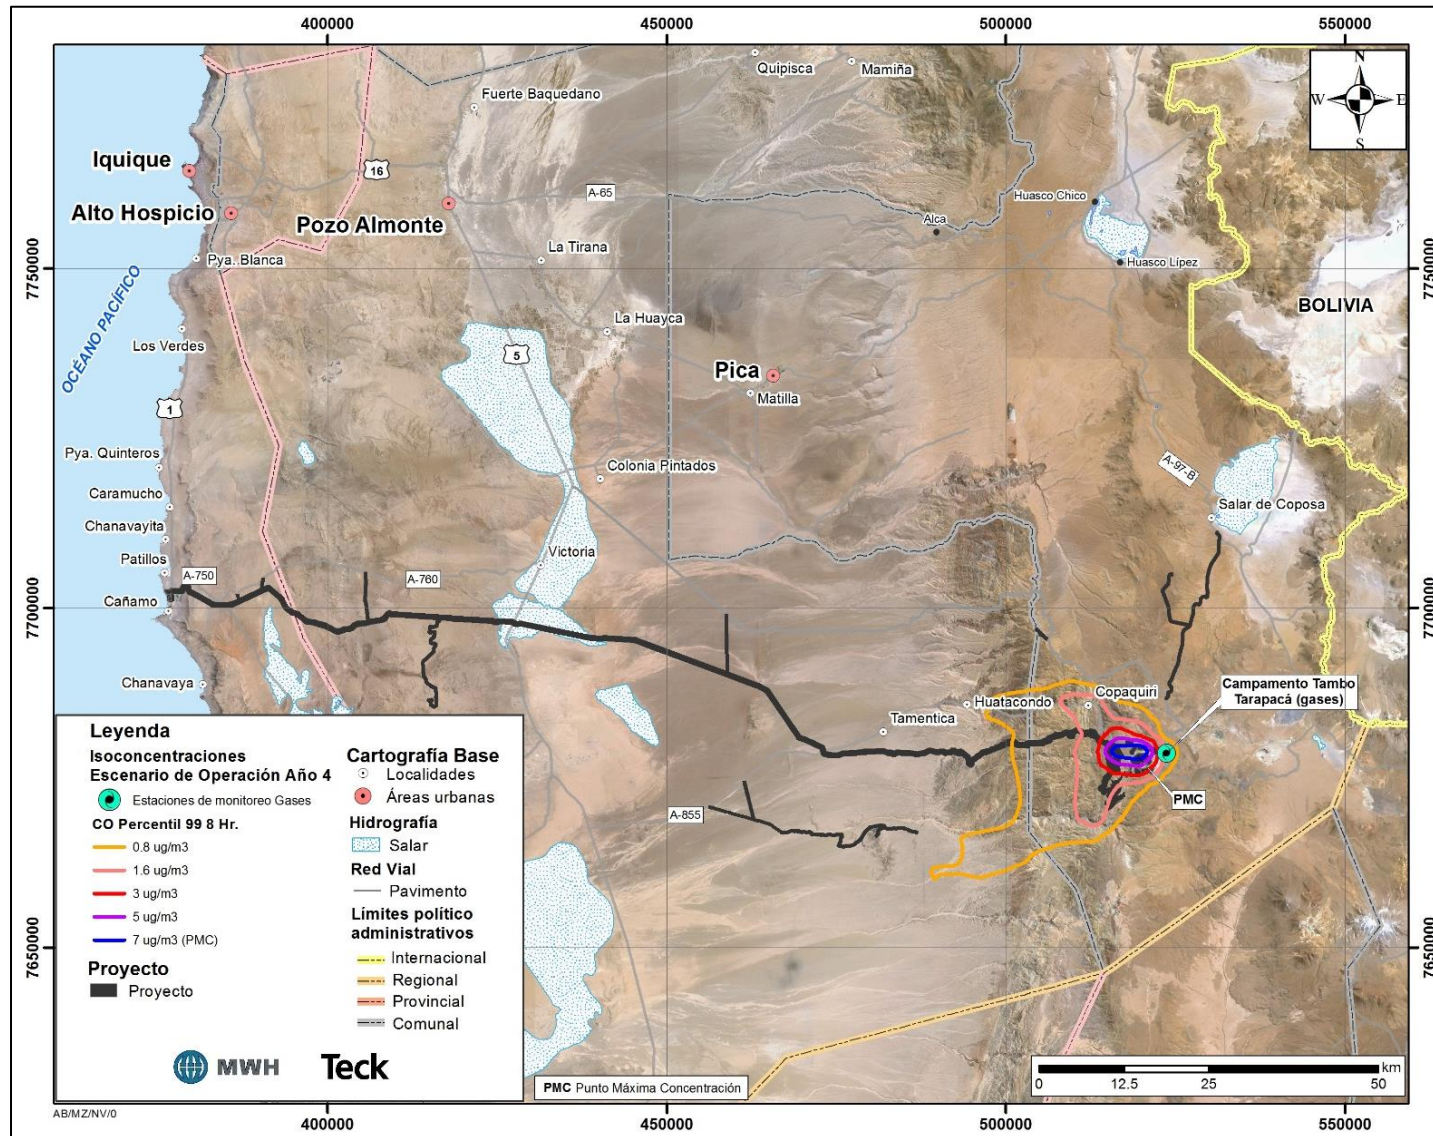 400000
450000
500000
550000
N
W
E
S
Quipisca
Mamiña
Fuerte Baquedano
Iquique
16
A-65
Huasco Chico
Alto Hospicio
Pozo Almonte
Alca
La Tirana
Pya. Blanca
Huasco Lípez
7750000
7750000
OCÉANO PACÍFICO
BOLIVIA
La Huayca
Los Verdes
5
Pica
Matilla
1
Pya. Quinteros
Colonia Pintados
A-97-B
Caramucho
Salar de Coposa
Chanavayita
Patillos
Victoria
A-750
A-760
Cañamo
7700000
7700000
Chanavaya
Campamento Tambo
Tarapacá (gases)
Copaquiri
Huatacondo
Tamentica
PMC
A-855
Leyenda
Isoconcentraciones
Escenario de Operación Año 4
Estaciones de monitoreo Gases
CO Percentil 99 8 Hr.
0.8 ug/m3
1.6 ug/m3
3 ug/m3
5 ug/m3
7 ug/m3 (PMC)
Proyecto
Proyecto
Cartografía Base
Localidades
Áreas urbanas
Hidrografía
Salar
Red Vial
Pavimento
Límites político
administrativos
Internacional
Regional
Provincial
Comunal
MWH
Teck
7650000
7650000
PMC Punto Máxima Concentración
km
0
12.5
25
50
AB/MZ/NV/0
400000
450000
500000
550000